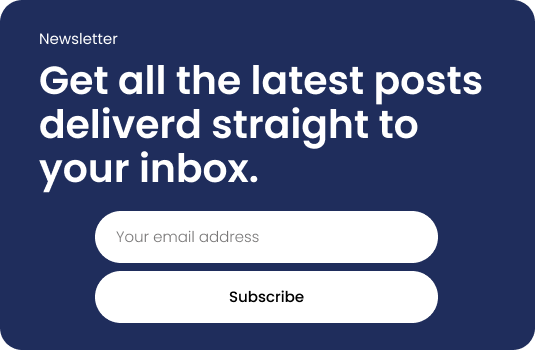 Newsletter
Get all the latest posts
deliverd straight to
your inbox.
Your email address
Subscribe